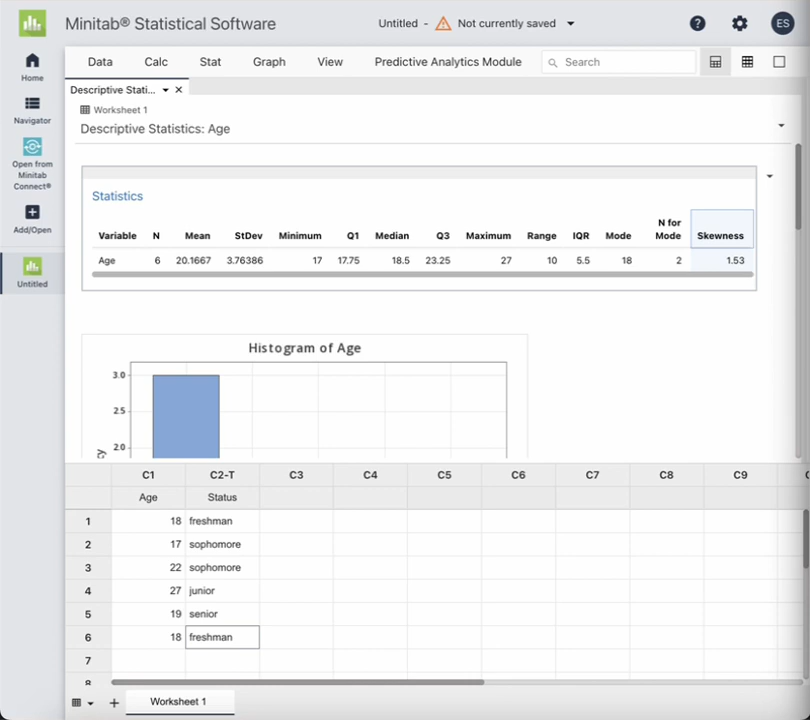 Minitab® Statistical Software
Untitled - Not currently saved
ES
Home
Navigator
Open from
Minitab
Connect®
Add/Open
Untitled
Data Calc Stat Graph View Predictive Analytics Module Search
Descriptive Stati...
Worksheet 1
Descriptive Statistics: Age
Statistics
Variable N Mean StDev Minimum Q1 Median Q3 Maximum Range IQR Mode N for Mode Skewness
Age 6 20.1667 3.76386 17 17.75 18.5 23.25 27 10 5.5 18 2 1.53
Histogram of Age
3.0
2.5
2.0
cy
C1 C2-T C3 C4 C5 C6 C7 C8 C9
Age Status
1 18 freshman
2 17 sophomore
3 22 sophomore
4 27 junior
5 19 senior
6 18 freshman
7
8
Worksheet 1